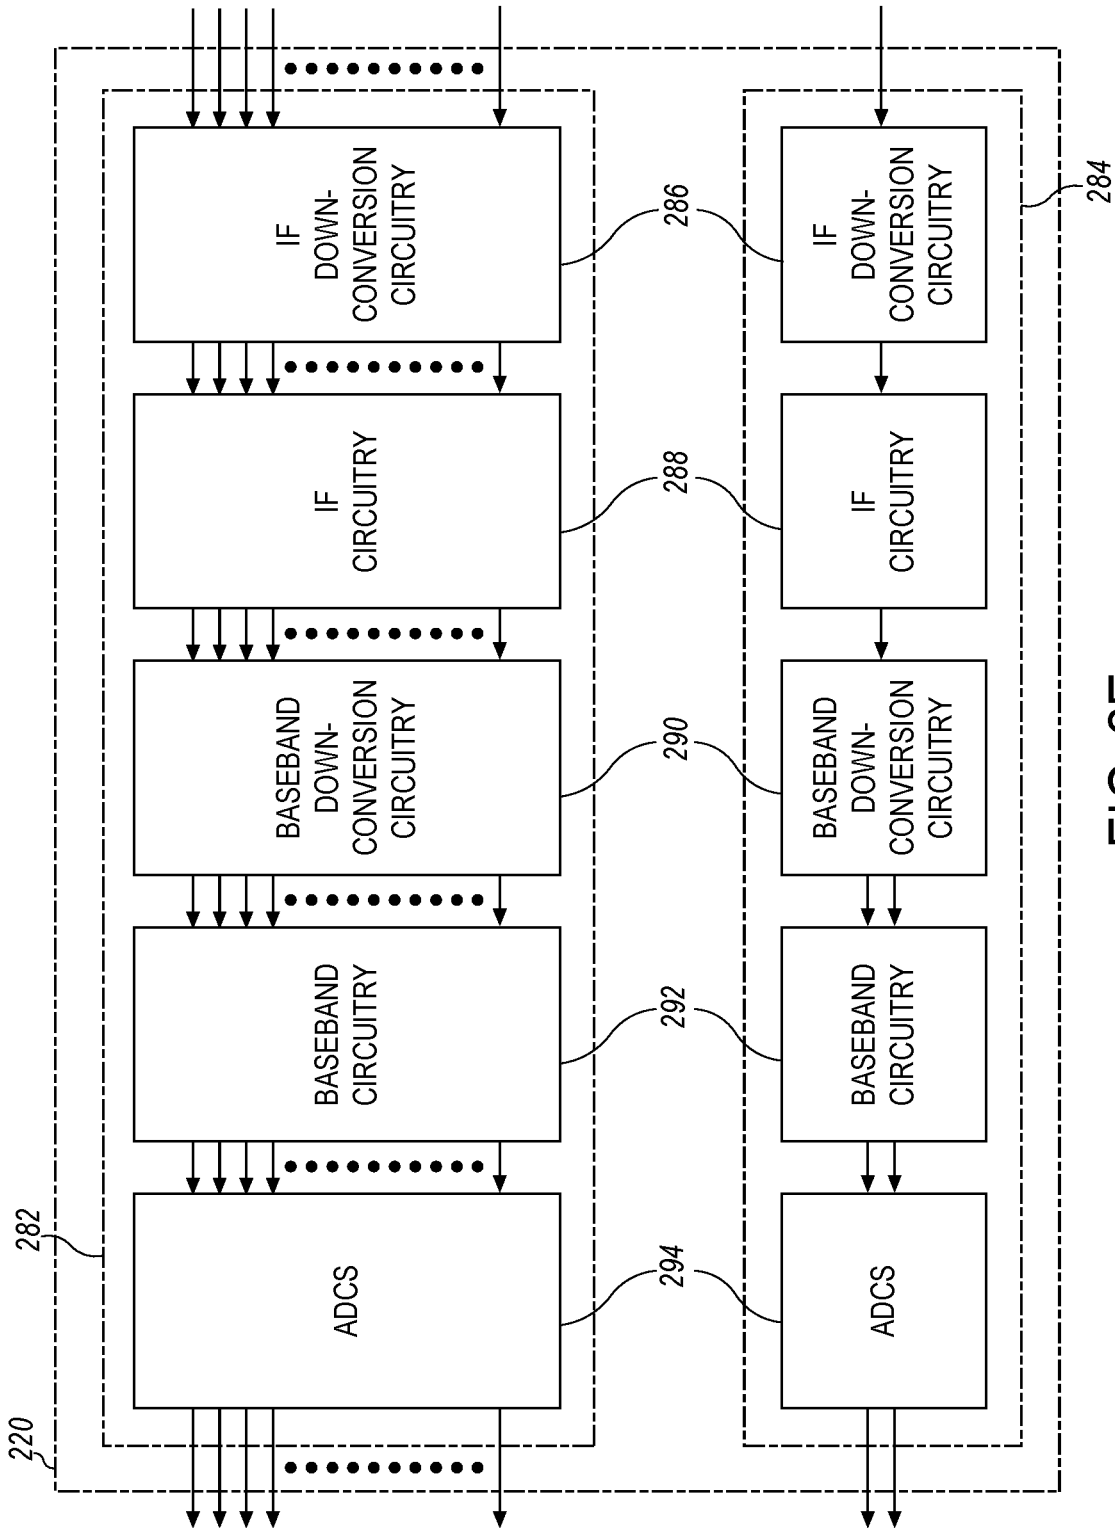 220
282
ADCS
BASEBAND
CIRCUITRY
BASEBAND
DOWN-
CONVERSION
CIRCUITRY
IF
CIRCUITRY
IF
DOWN-
CONVERSION
CIRCUITRY
294
292
290
288
286
ADCS
BASEBAND
CIRCUITRY
BASEBAND
DOWN-
CONVERSION
CIRCUITRY
IF
CIRCUITRY
IF
DOWN-
CONVERSION
CIRCUITRY
284